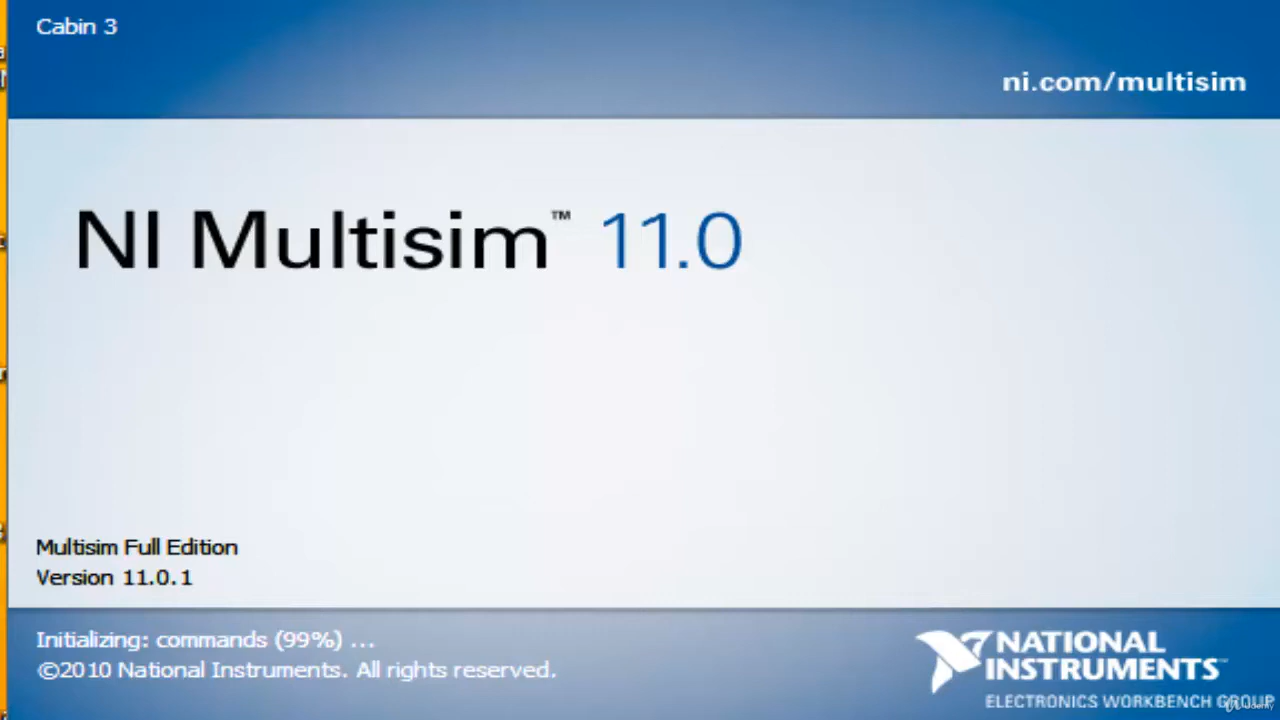 Cabin 3
ni.com/multisim
NI Multisim™ 11.0
Multisim Full Edition
Version 11.0.1
Initializing: commands (99%) ...
©2010 National Instruments. All rights reserved.
NATIONAL
INSTRUMENTS™
ELECTRONICS WORKBENCH GROUP
Udemy